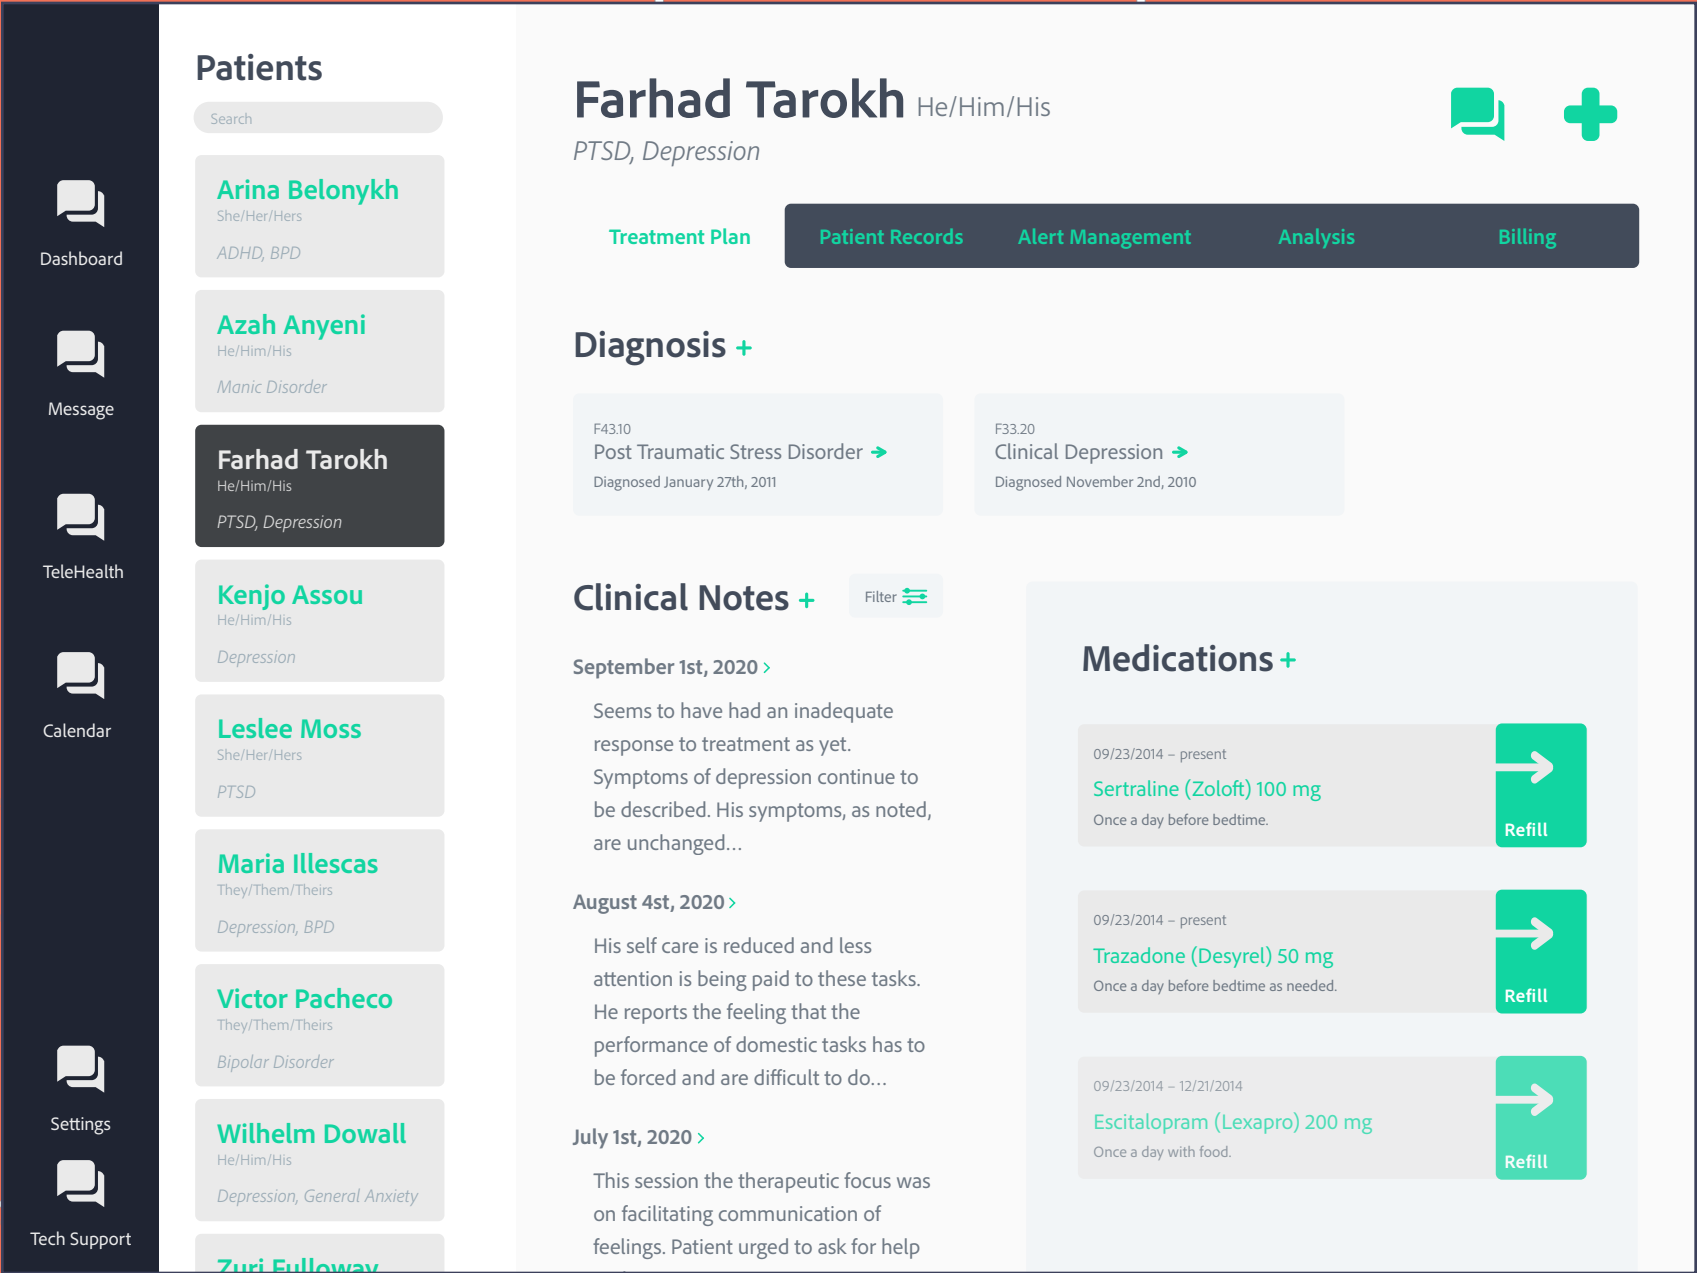 Dashboard
Message
TeleHealth
Calendar
Settings
Tech Support
Patients
Search
Arina Belonykh
She/Her/Hers
ADHD, BPD
Azah Anyeni
He/Him/His
Manic Disorder
Farhad Tarokh
He/Him/His
PTSD, Depression
Kenjo Assou
He/Him/His
Depression
Leslee Moss
She/Her/Hers
PTSD
Maria Illescas
They/Them/Theirs
Depression, BPD
Victor Pacheco
They/Them/Theirs
Bipolar Disorder
Wilhelm Dowall
He/Him/His
Depression, General Anxiety
Zuri Fulloway
Farhad Tarokh He/Him/His
PTSD, Depression
Treatment Plan
Patient Records
Alert Management
Analysis
Billing
Diagnosis +
F43.10
Post Traumatic Stress Disorder
Diagnosed January 27th, 2011
F33.20
Clinical Depression
Diagnosed November 2nd, 2010
Clinical Notes +
Filter
September 1st, 2020 >
Seems to have had an inadequate
response to treatment as yet.
Symptoms of depression continue to
be described. His symptoms, as noted,
are unchanged…
August 4st, 2020 >
His self care is reduced and less
attention is being paid to these tasks.
He reports the feeling that the
performance of domestic tasks has to
be forced and are difficult to do…
July 1st, 2020 >
This session the therapeutic focus was
on facilitating communication of
feelings. Patient urged to ask for help
Medications +
09/23/2014 – present
Sertraline (Zoloft) 100 mg
Once a day before bedtime.
Refill
09/23/2014 – present
Trazadone (Desyrel) 50 mg
Once a day before bedtime as needed.
Refill
09/23/2014 – 12/21/2014
Escitalopram (Lexapro) 200 mg
Once a day with food.
Refill